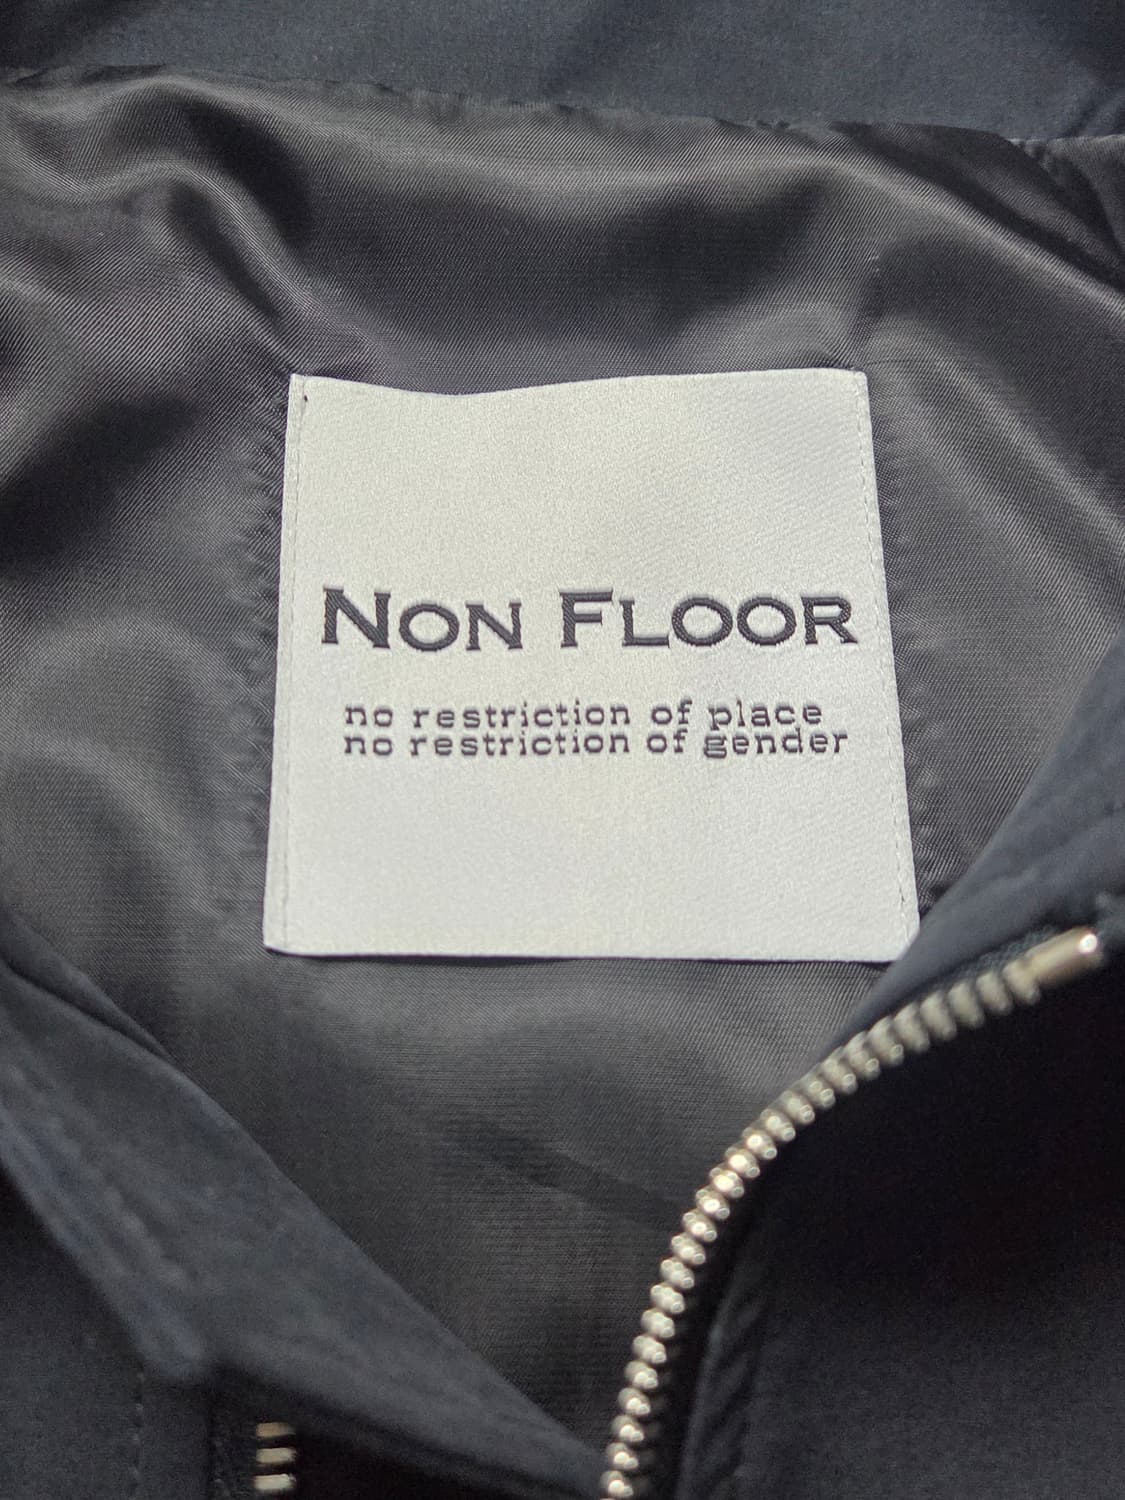 NON FLOOR
no restriction of place
no restriction of gender